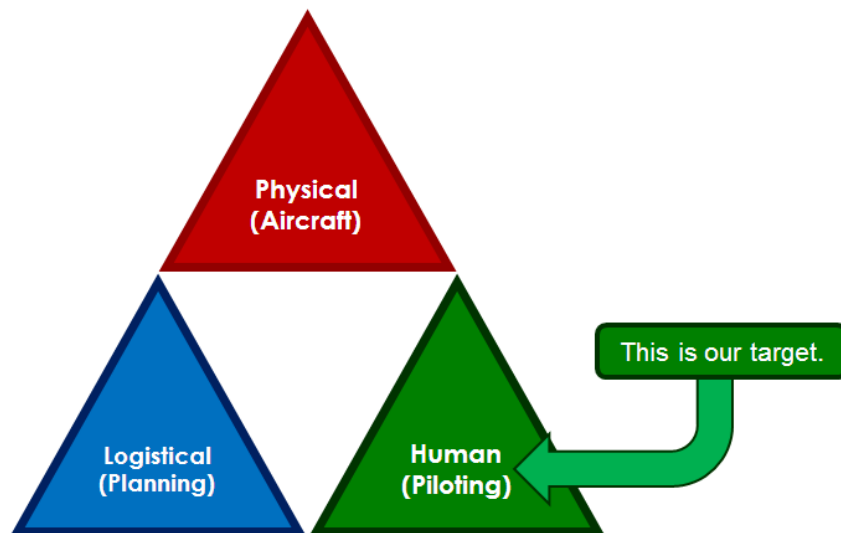 Physical
(Aircraft)
This is our target.
Logistical
(Planning)
Human
(Piloting)